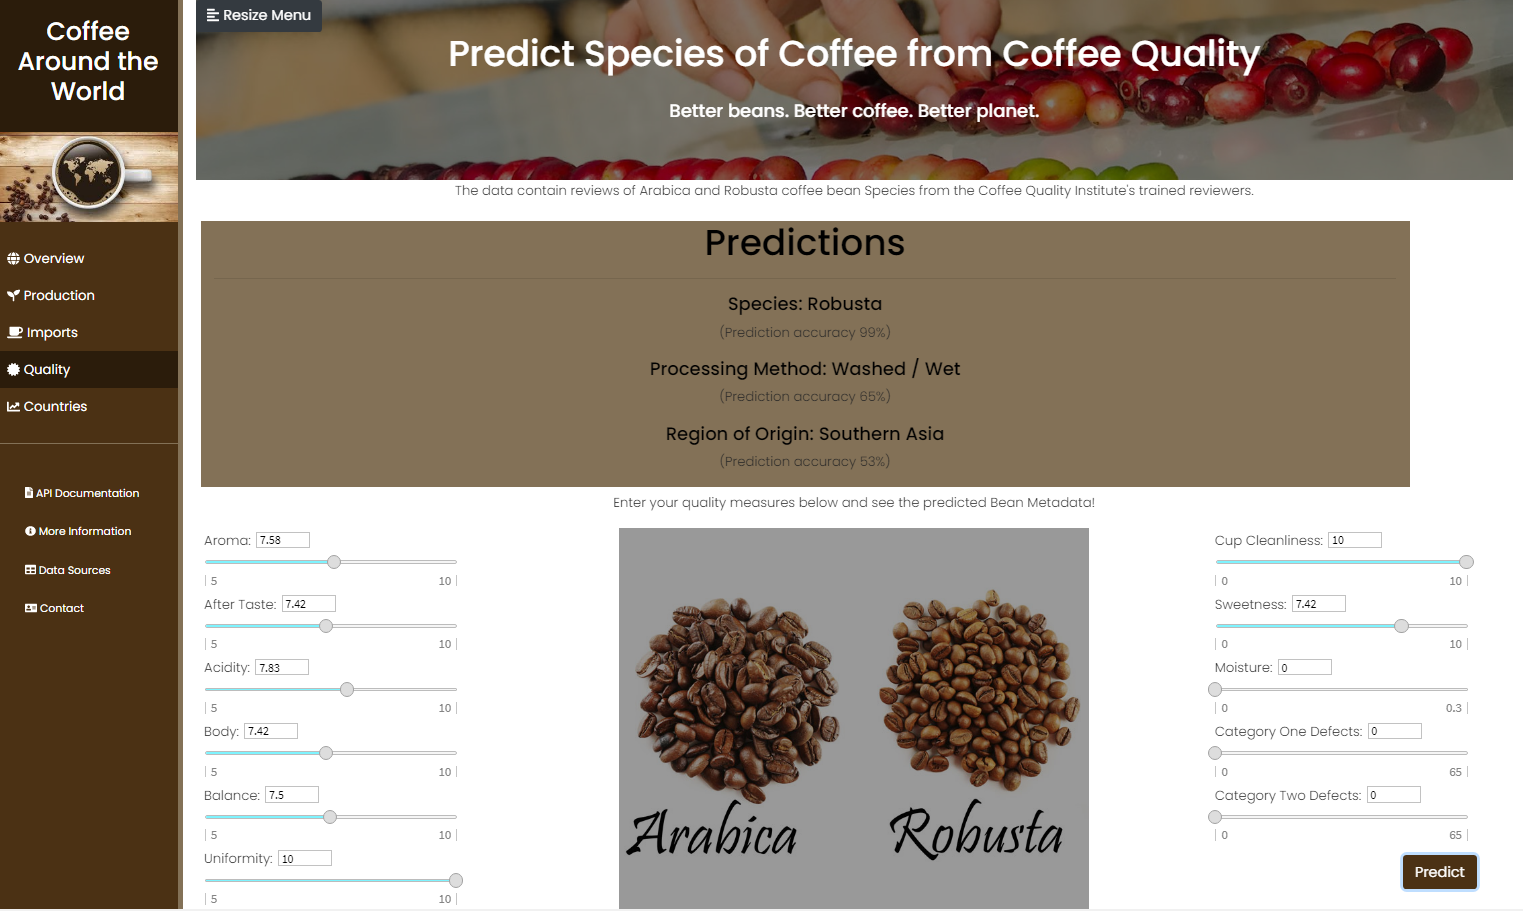 Coffee
Around the
World
Overview
Production
Imports
Quality
Countries
API Documentation
More Information
Data Sources
Contact
Resize Menu
Predict Species of Coffee from Coffee Quality
Better beans. Better coffee. Better planet.
The data contain reviews of Arabica and Robusta coffee bean Species from the Coffee Quality Institute's trained reviewers.
Predictions
Species: Robusta
(Prediction accuracy 99%)
Processing Method: Washed / Wet
(Prediction accuracy 65%)
Region of Origin: Southern Asia
(Prediction accuracy 53%)
Enter your quality measures below and see the predicted Bean Metadata!
Aroma: 7.58
5 10
After Taste: 7.42
5 10
Acidity: 7.83
5 10
Body: 7.42
5 10
Balance: 7.5
5 10
Uniformity: 10
5 10
Arabica Robusta
Cup Cleanliness: 10
0 10
Sweetness: 7.42
0 10
Moisture: 0
0 0.3
Category One Defects: 0
0 65
Category Two Defects: 0
0 65
Predict